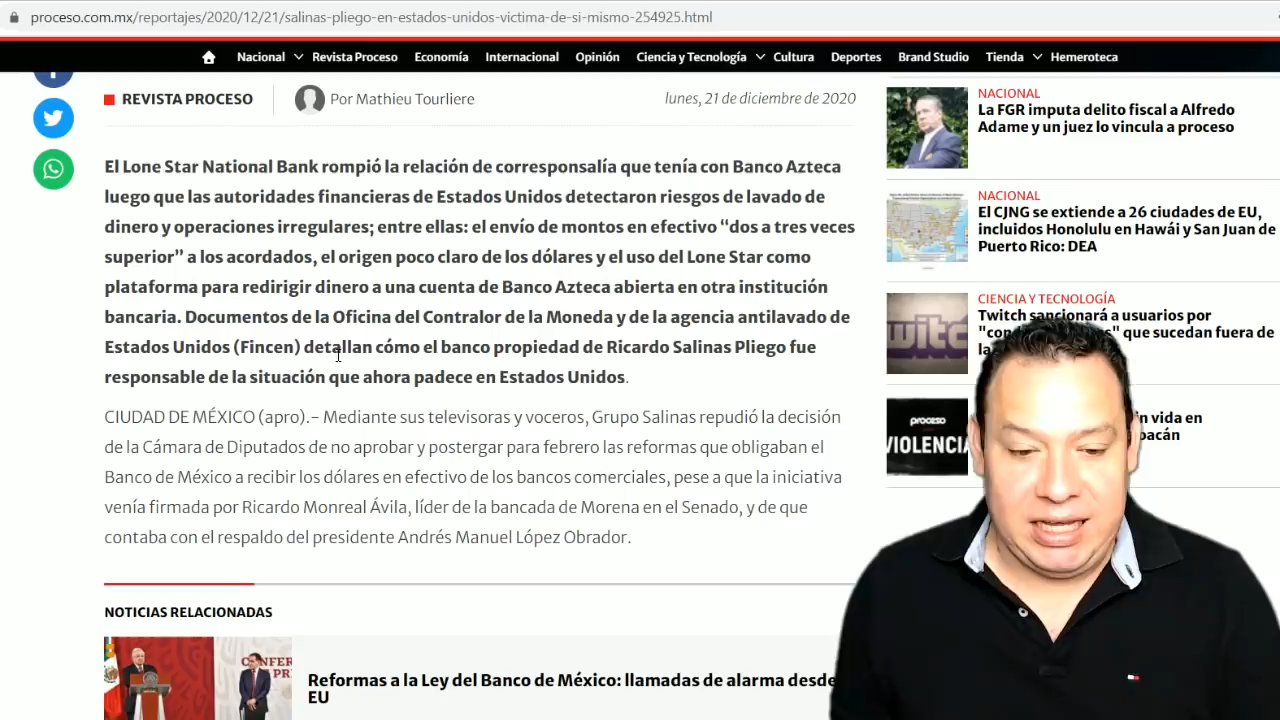 proceso.com.mx/reportajes/2020/12/21/salinas-pliego-en-estados-unidos-victima-de-si-mismo-254925.html
Nacional Revista Proceso Economía Internacional Opinión Ciencia y Tecnología Cultura Deportes Brand Studio Tienda Hemeroteca
REVISTA PROCESO
Por Mathieu Tourliere
lunes, 21 de diciembre de 2020
El Lone Star National Bank rompió la relación de corresponsalía que tenía con Banco Azteca
luego que las autoridades financieras de Estados Unidos detectaron riesgos de lavado de
dinero y operaciones irregulares; entre ellas: el envío de montos en efectivo “dos a tres veces
superior” a los acordados, el origen poco claro de los dólares y el uso del Lone Star como
plataforma para redirigir dinero a una cuenta de Banco Azteca abierta en otra institución
bancaria. Documentos de la Oficina del Contralor de la Moneda y de la agencia antilavado de
Estados Unidos (Fincen) detallan cómo el banco propiedad de Ricardo Salinas Pliego fue
responsable de la situación que ahora padece en Estados Unidos.
CIUDAD DE MÉXICO (apro).- Mediante sus televisoras y voceros, Grupo Salinas repudió la decisión
de la Cámara de Diputados de no aprobar y postergar para febrero las reformas que obligaban el
Banco de México a recibir los dólares en efectivo de los bancos comerciales, pese a que la iniciativa
venía firmada por Ricardo Monreal Ávila, líder de la bancada de Morena en el Senado, y de que
contaba con el respaldo del presidente Andrés Manuel López Obrador.
NOTICIAS RELACIONADAS
Reformas a la Ley del Banco de México: llamadas de alarma desde
EU
NACIONAL
La FGR imputa delito fiscal a Alfredo
Adame y un juez lo vincula a proceso
NACIONAL
El CJNG se extiende a 26 ciudades de EU,
incluidos Honolulu en Hawái y San Juan de
Puerto Rico: DEA
CIENCIA Y TECNOLOGÍA
Twitch sancionará a usuarios por
que sucedan fuera de
la
proceso
VIOLENCIA
en vida en